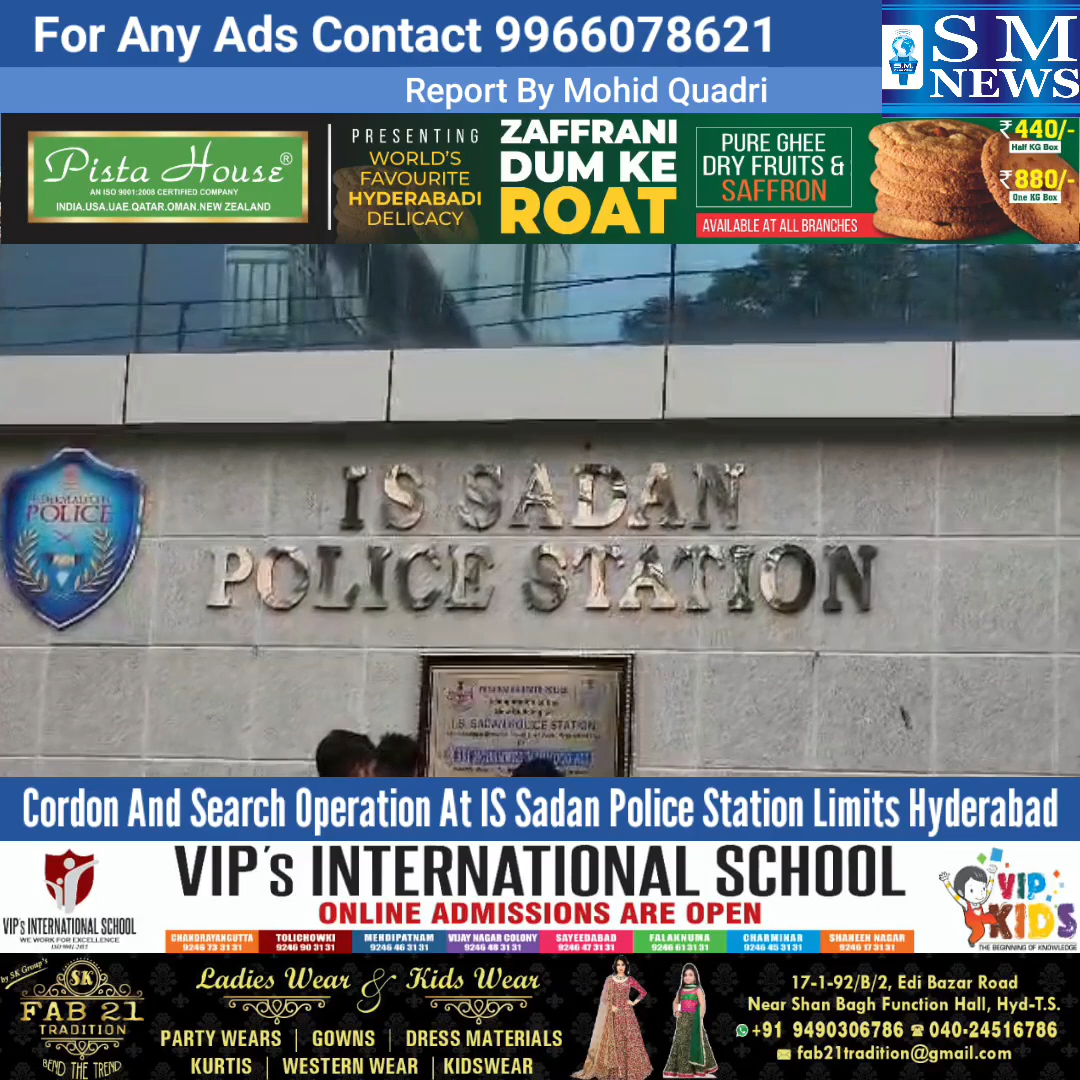 For Any Ads Contact 9966078621
Report By Mohid Quadri
S M
NEWS
Pista House®
AN ISO 9001:2008 CERTIFIED COMPANY
INDIA.USA.UAE.QATAR.OMAN.NEW ZEALAND
PRESENTING
WORLD'S
FAVOURITE
HYDERABADI
DELICACY
ZAFFRANI
DUM KE
ROAT
PURE GHEE
DRY FRUITS &
SAFFRON
AVAILABLE AT ALL BRANCHES
₹440/-
Half KG Box
₹880/-
One KG Box
POLICE
IS SADAN
POLICE STATION
I.S. SADAN POLICE STATION
Cordon And Search Operation At IS Sadan Police Station Limits Hyderabad
VIP's INTERNATIONAL SCHOOL
WE WORK FOR EXCELLENCE
VIP's INTERNATIONAL SCHOOL
ONLINE ADMISSIONS ARE OPEN
CHANDRAYANGUTTA
9246 73 31 31
TOLICHOWKI
9246 90 31 31
MEHDIPATNAM
9246 46 31 31
VIJAY NAGAR COLONY
9246 48 31 31
SAYEEDABAD
9246 47 31 31
FALAKNUMA
9246 61 31 31
CHARMINAR
9246 45 31 31
SHAHEEN NAGAR
9246 17 31 31
VIP
KIDS
THE BEGINNING OF KNOWLEDGE
by SK Group's
SK
FAB 21
TRADITION
BEND THE TREND
Ladies Wear & Kids Wear
PARTY WEARS | GOWNS | DRESS MATERIALS
KURTIS | WESTERN WEAR | KIDSWEAR
17-1-92/B/2, Edi Bazar Road
Near Shan Bagh Function Hall, Hyd-T.S.
+91 9490306786 040-24516786
fab21tradition@gmail.com